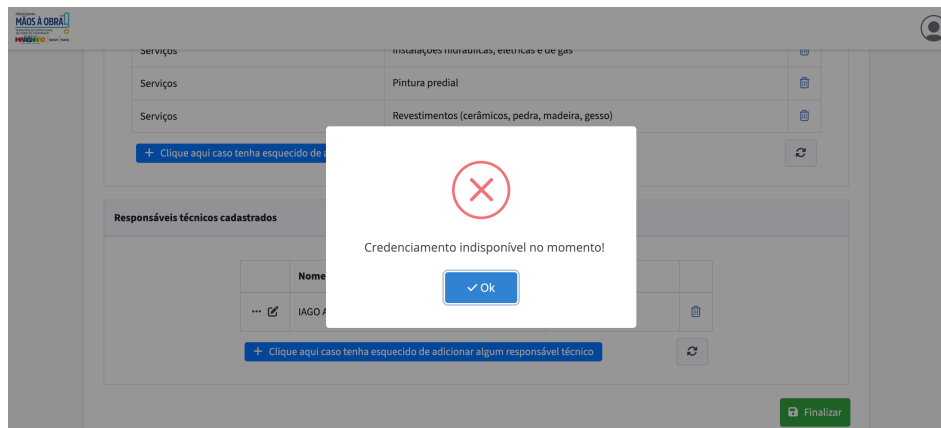 MÃOS À OBRA!
Serviços Instalações hidráulicas, elétricas e de gás
Serviços Pintura predial
Serviços Revestimentos (cerâmicos, pedra, madeira, gesso)
+ Clique aqui caso tenha esquecido de
Responsáveis técnicos cadastrados
Credenciamento indisponível no momento!
Ok
Nome
IAGO
+ Clique aqui caso tenha esquecido de adicionar algum responsável técnico
Finalizar